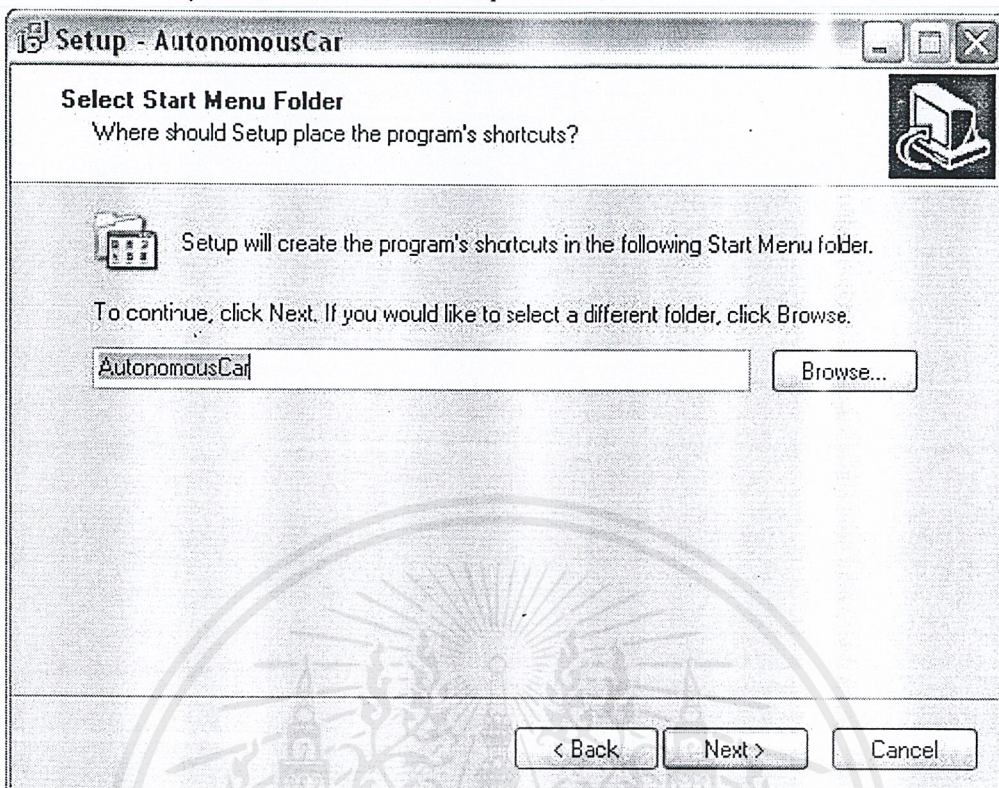 Setup - AutonomousCar
Select Start Menu Folder
Where should Setup place the program's shortcuts?
Setup will create the program's shortcuts in the following Start Menu folder.
To continue, click Next. If you would like to select a different folder, click Browse.
AutonomousCar
Browse...
< Back
Next >
Cancel